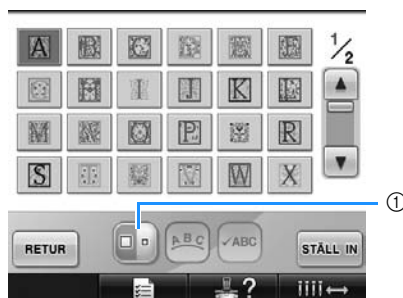 A B C F
1/2
H I J K L
M N O P R
S V W X
①
RETUR ABC ✓ABC STÄLL IN
?